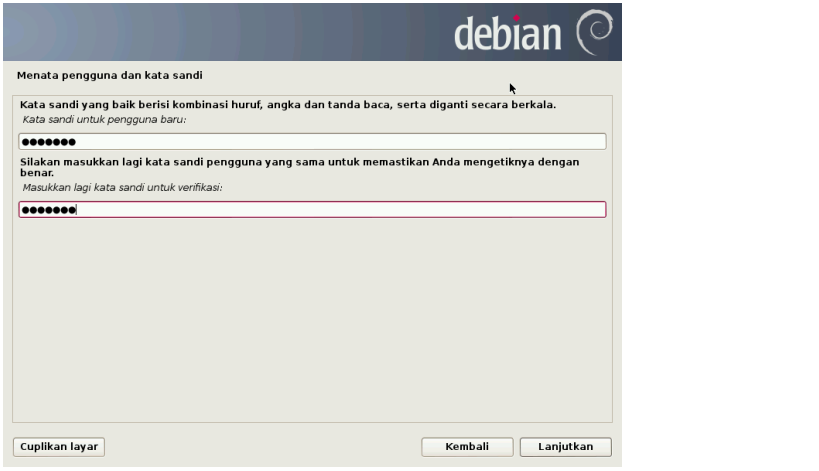 debian
Menata pengguna dan kata sandi
Kata sandi yang baik berisi kombinasi huruf, angka dan tanda baca, serta diganti secara berkala.
Kata sandi untuk pengguna baru:
●●●●●●●
Silakan masukkan lagi kata sandi pengguna yang sama untuk memastikan Anda mengetiknya dengan
benar.
Masukkan lagi kata sandi untuk verifikasi:
●●●●●●●
Cuplikan layar
Kembali
Lanjutkan